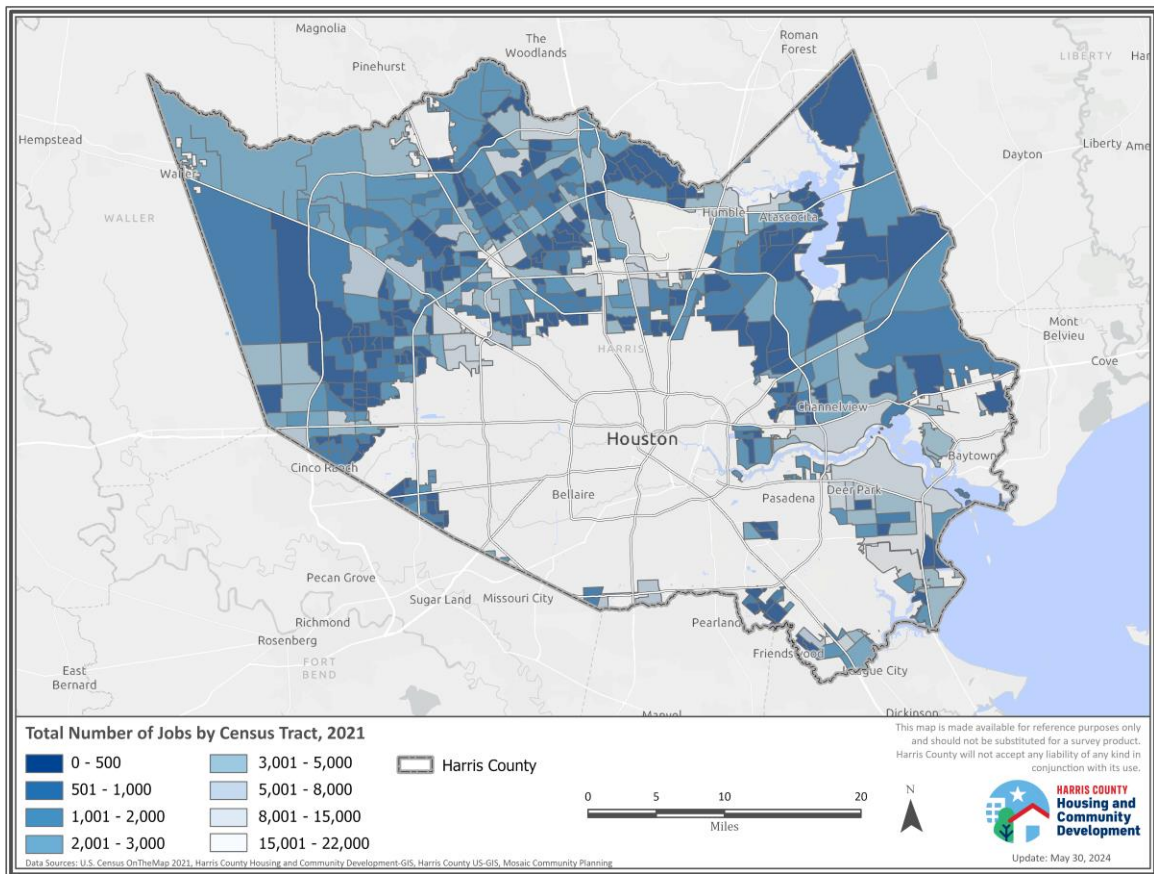 Magnolia
The
Woodlands
Roman
Forest
LIBERTY
Pinehurst
Hempstead
Dayton
Liberty
Waller
WALLER
Humble
Atascocita
Mont
Belvieu
Cove
HARRIS
Channelview
Houston
Cinco Ranch
Baytown
Bellaire
Pasadena
Deer Park
Pecan Grove
Sugar Land
Missouri City
Richmond
Pearland
Rosenberg
Friendswood
East
Bernard
FORT
BEND
League City
Dickinson
Manvel
Total Number of Jobs by Census Tract, 2021
0 - 500
501 - 1,000
1,001 - 2,000
2,001 - 3,000
3,001 - 5,000
5,001 - 8,000
8,001 - 15,000
15,001 - 22,000
Harris County
0 5 10 20
Miles
N
This map is made available for reference purposes only
and should not be substituted for a survey product.
Harris County will not accept any liability of any kind in
conjunction with its use.
HARRIS COUNTY
Housing and
Community
Development
Update: May 30, 2024
Data Sources: U.S. Census OnTheMap 2021, Harris County Housing and Community Development-GIS, Harris County US-GIS, Mosaic Community Planning